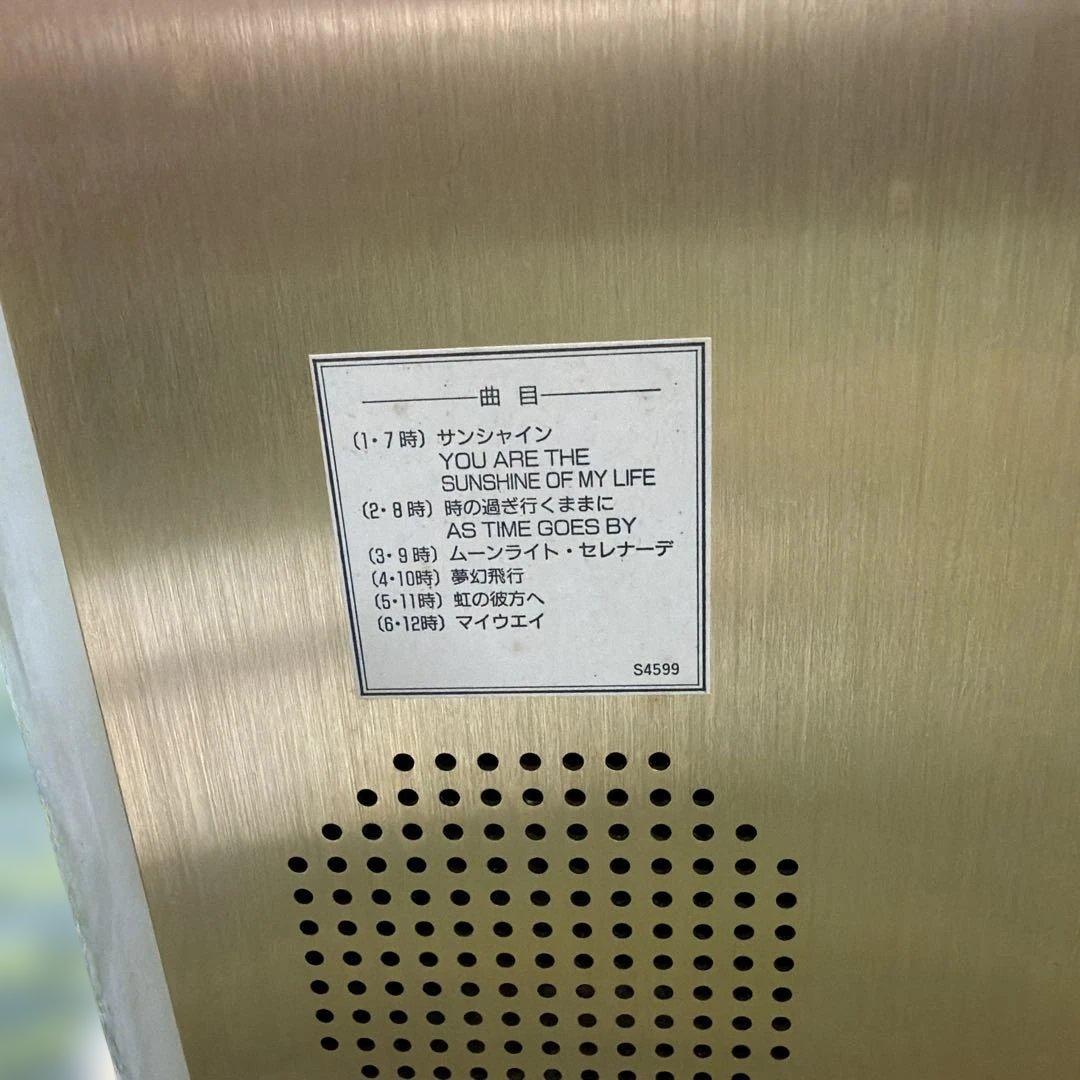 曲目
(1・7時) サンシャイン
YOU ARE THE
SUNSHINE OF MY LIFE
(2・8時) 時の過ぎ行くままに
AS TIME GOES BY
(3・9時) ムーンライト・セレナーデ
(4・10時) 夢幻飛行
(5・11時) 虹の彼方へ
(6・12時) マイウエイ
S4599